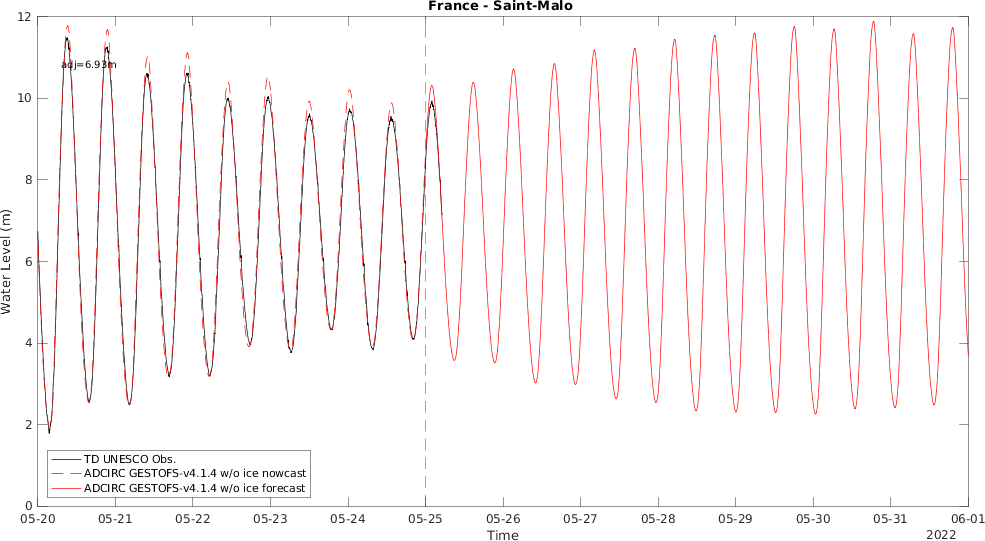 France - Saint-Malo
12
10
8
6
4
2
0
Water Level (m)
adj=6.93m
TD UNESCO Obs.
ADCIRC GESTOFS-v4.1.4 w/o ice nowcast
ADCIRC GESTOFS-v4.1.4 w/o ice forecast
05-20 05-21 05-22 05-23 05-24 05-25 05-26 05-27 05-28 05-29 05-30 05-31 06-01
Time
2022